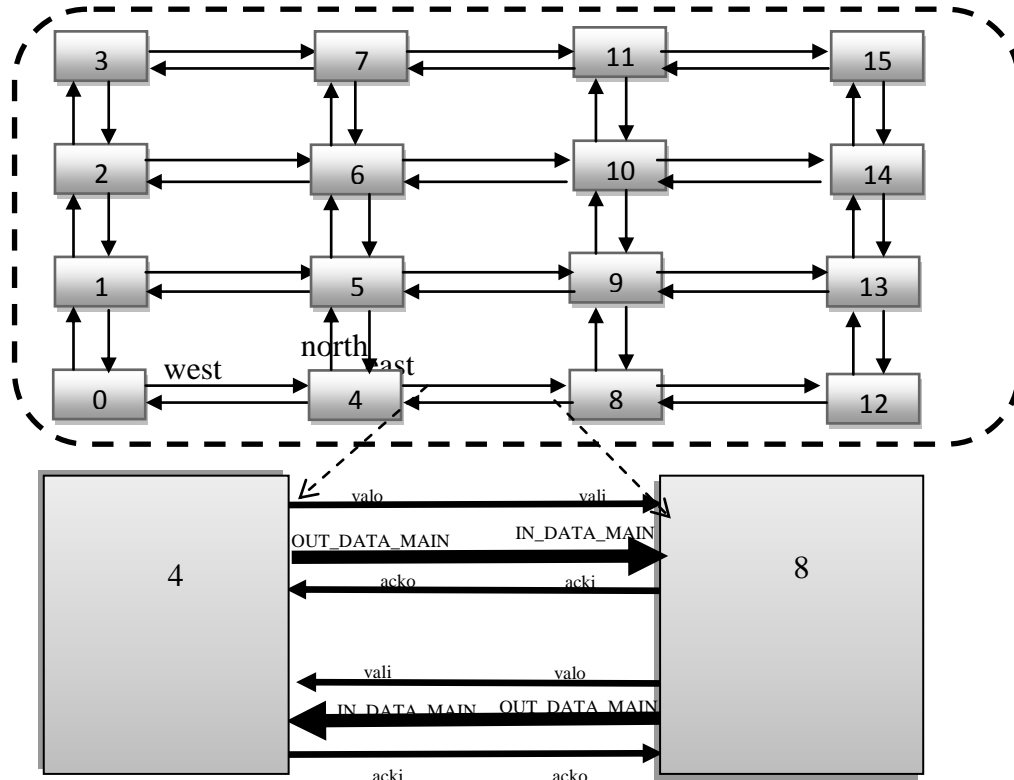 3 7 11 15
2 6 10 14
1 5 9 13
north
west ast
0 4 8 12
valo vali
OUT_DATA_MAIN IN_DATA_MAIN
4 8
acko acki
vali valo
IN_DATA_MAIN OUT_DATA_MAIN
acki acko